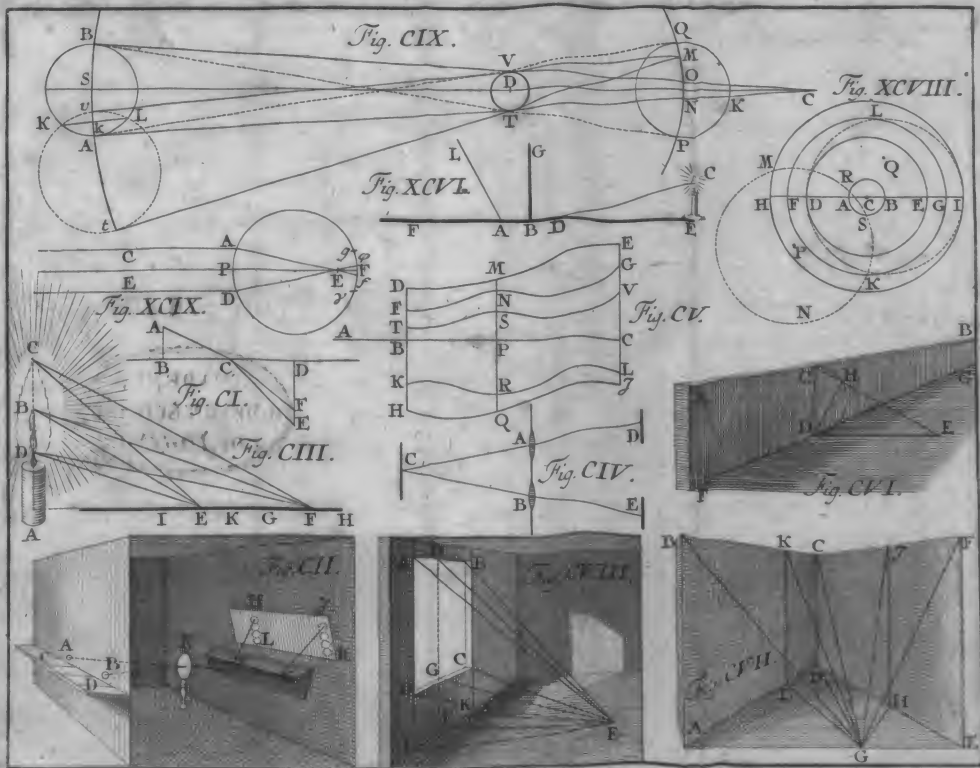 Fig. CIX.
B
S
v
K
L
k
A
t
V
D
T
Q
M
O
N
K
P
C
Fig. XCVIII.
L
M
R
Q
H F D A C B E G I
S
P
K
N
Fig. XCVI.
L
G
C
F A B D E
A
C
P
E
D
g
φ
F
E
f
γ
Fig. XCIX.
A
B
C
D
F
E
Fig. CI.
A
D
F
T
B
K
H
M
N
S
P
R
Q
E
G
V
C
L
J
Fig. CV.
C
B
D
A
Fig. CIII.
I E K G F H
C
A
B
D
E
Fig. CIV.
B
A
C
H
G
D
E
F
Fig. CVI.
Fig. CII.
A
B
C
D
K
M
L
Fig. CVIII.
D
B
G
C
K
F
B
K
C
F
D
L
H
A
G
Fig. CVII.